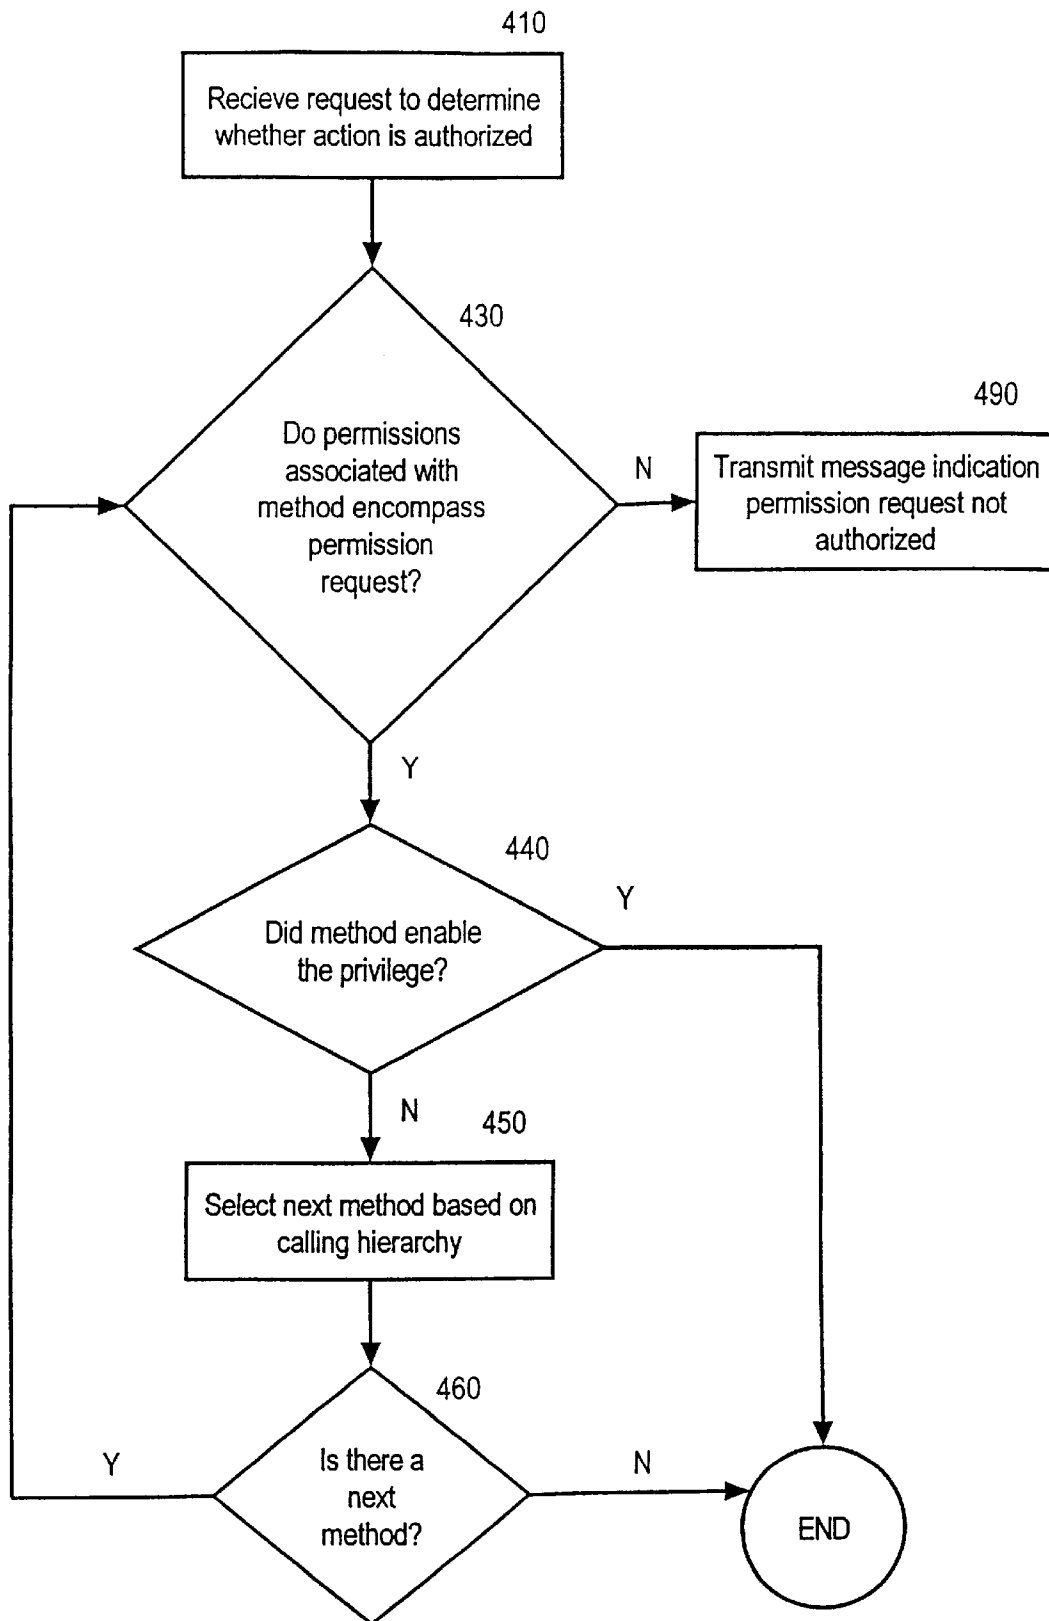 410
Recieve request to determine
whether action is authorized
430
Do permissions
associated with
method encompass
permission
request?
N
490
Transmit message indication
permission request not
authorized
Y
440
Did method enable
the privilege?
Y
N
450
Select next method based on
calling hierarchy
460
Is there a
next
method?
Y
N
END